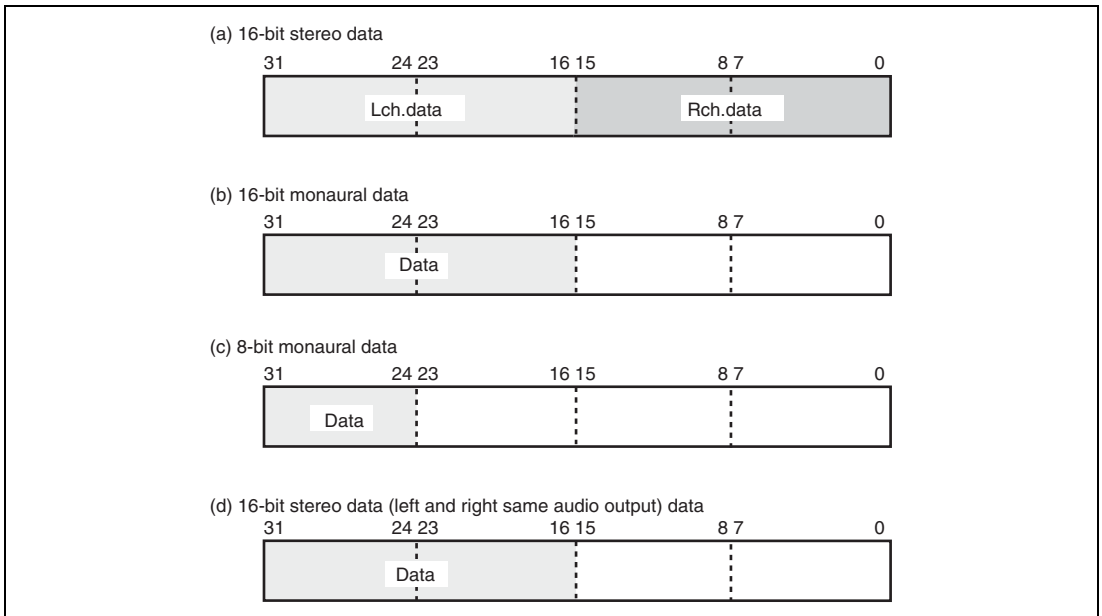 (a) 16-bit stereo data
31 24 23 16 15 8 7 0
Lch.data Rch.data
(b) 16-bit monaural data
31 24 23 16 15 8 7 0
Data
(c) 8-bit monaural data
31 24 23 16 15 8 7 0
Data
(d) 16-bit stereo data (left and right same audio output) data
31 24 23 16 15 8 7 0
Data